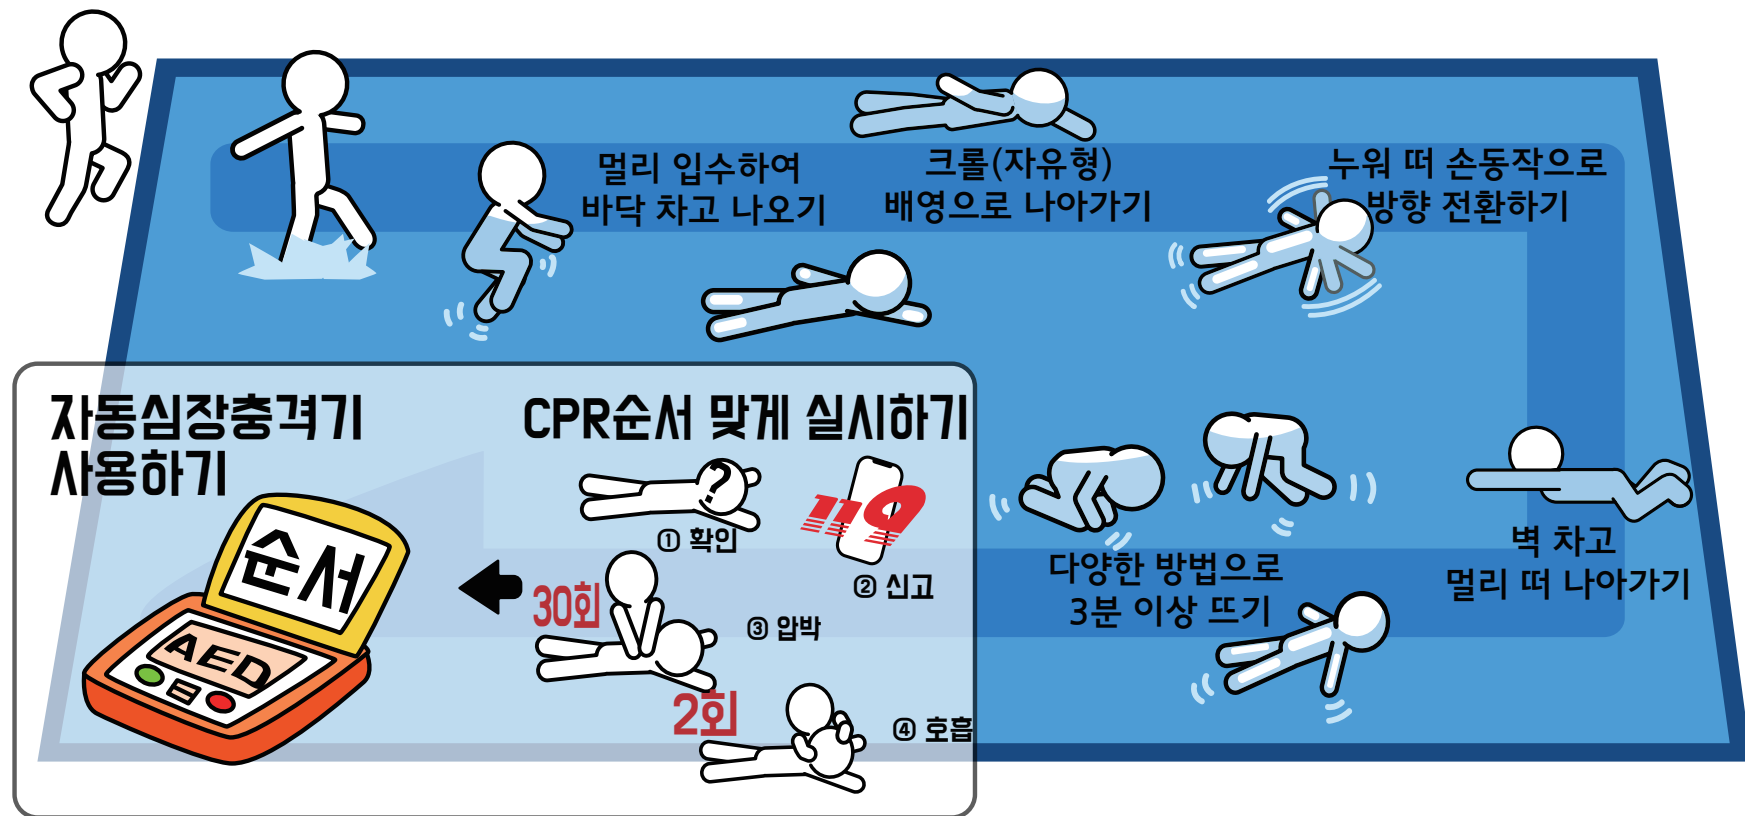 멀리 입수하여
바닥 차고 나오기
크롤(자유형)
배영으로 나아가기
누워 떠 손동작으로
방향 전환하기
벽 차고
멀리 떠 나아가기
다양한 방법으로
3분 이상 뜨기
CPR순서 맞게 실시하기
?
① 확인
119
② 신고
30회
③ 압박
2회
④ 호흡
자동심장충격기
사용하기
순서
AED